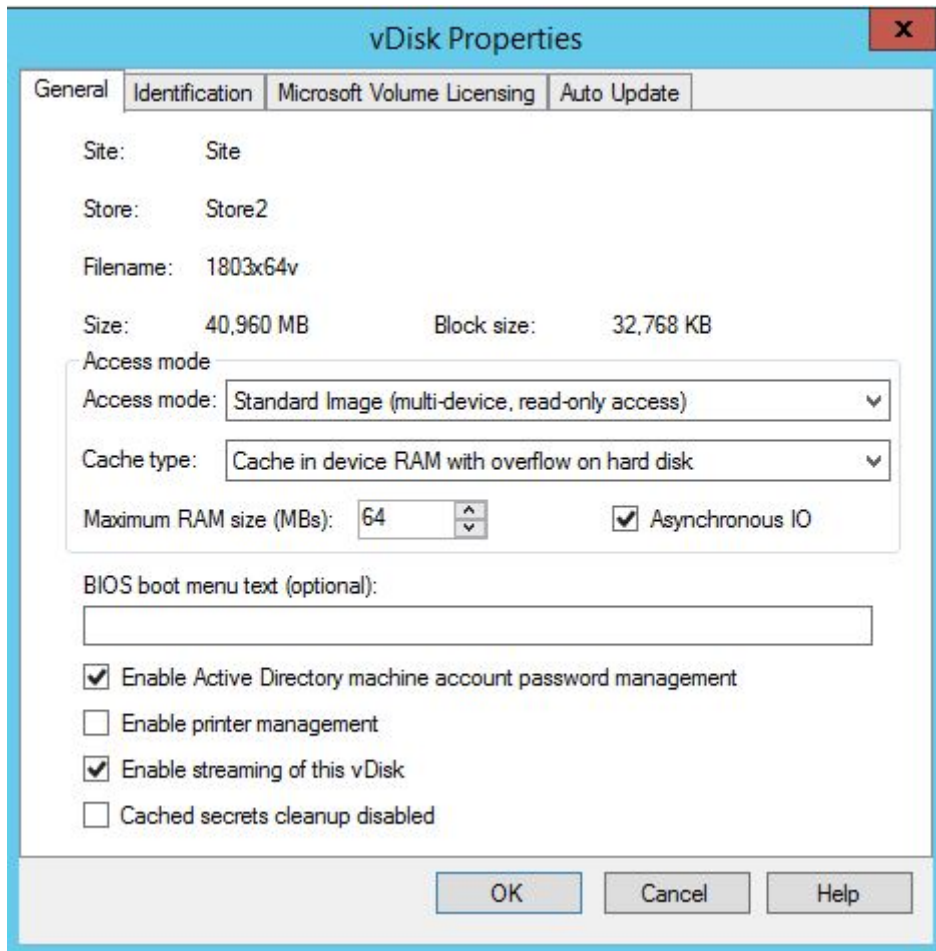 vDisk Properties
x
General Identification Microsoft Volume Licensing Auto Update
Site: Site
Store: Store2
Filename: 1803x64v
Size: 40,960 MB Block size: 32,768 KB
Access mode
Access mode: Standard Image (multi-device, read-only access)
Cache type: Cache in device RAM with overflow on hard disk
Maximum RAM size (MBs): 64 Asynchronous IO
BIOS boot menu text (optional):
Enable Active Directory machine account password management
Enable printer management
Enable streaming of this vDisk
Cached secrets cleanup disabled
OK Cancel Help